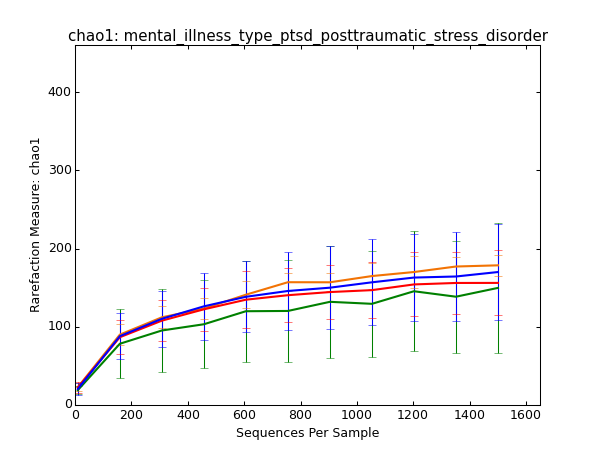 chao1: mental_illness_type_ptsd_posttraumatic_stress_disorder
400
300
200
100
0
Rarefaction Measure: chao1
0 200 400 600 800 1000 1200 1400 1600
Sequences Per Sample